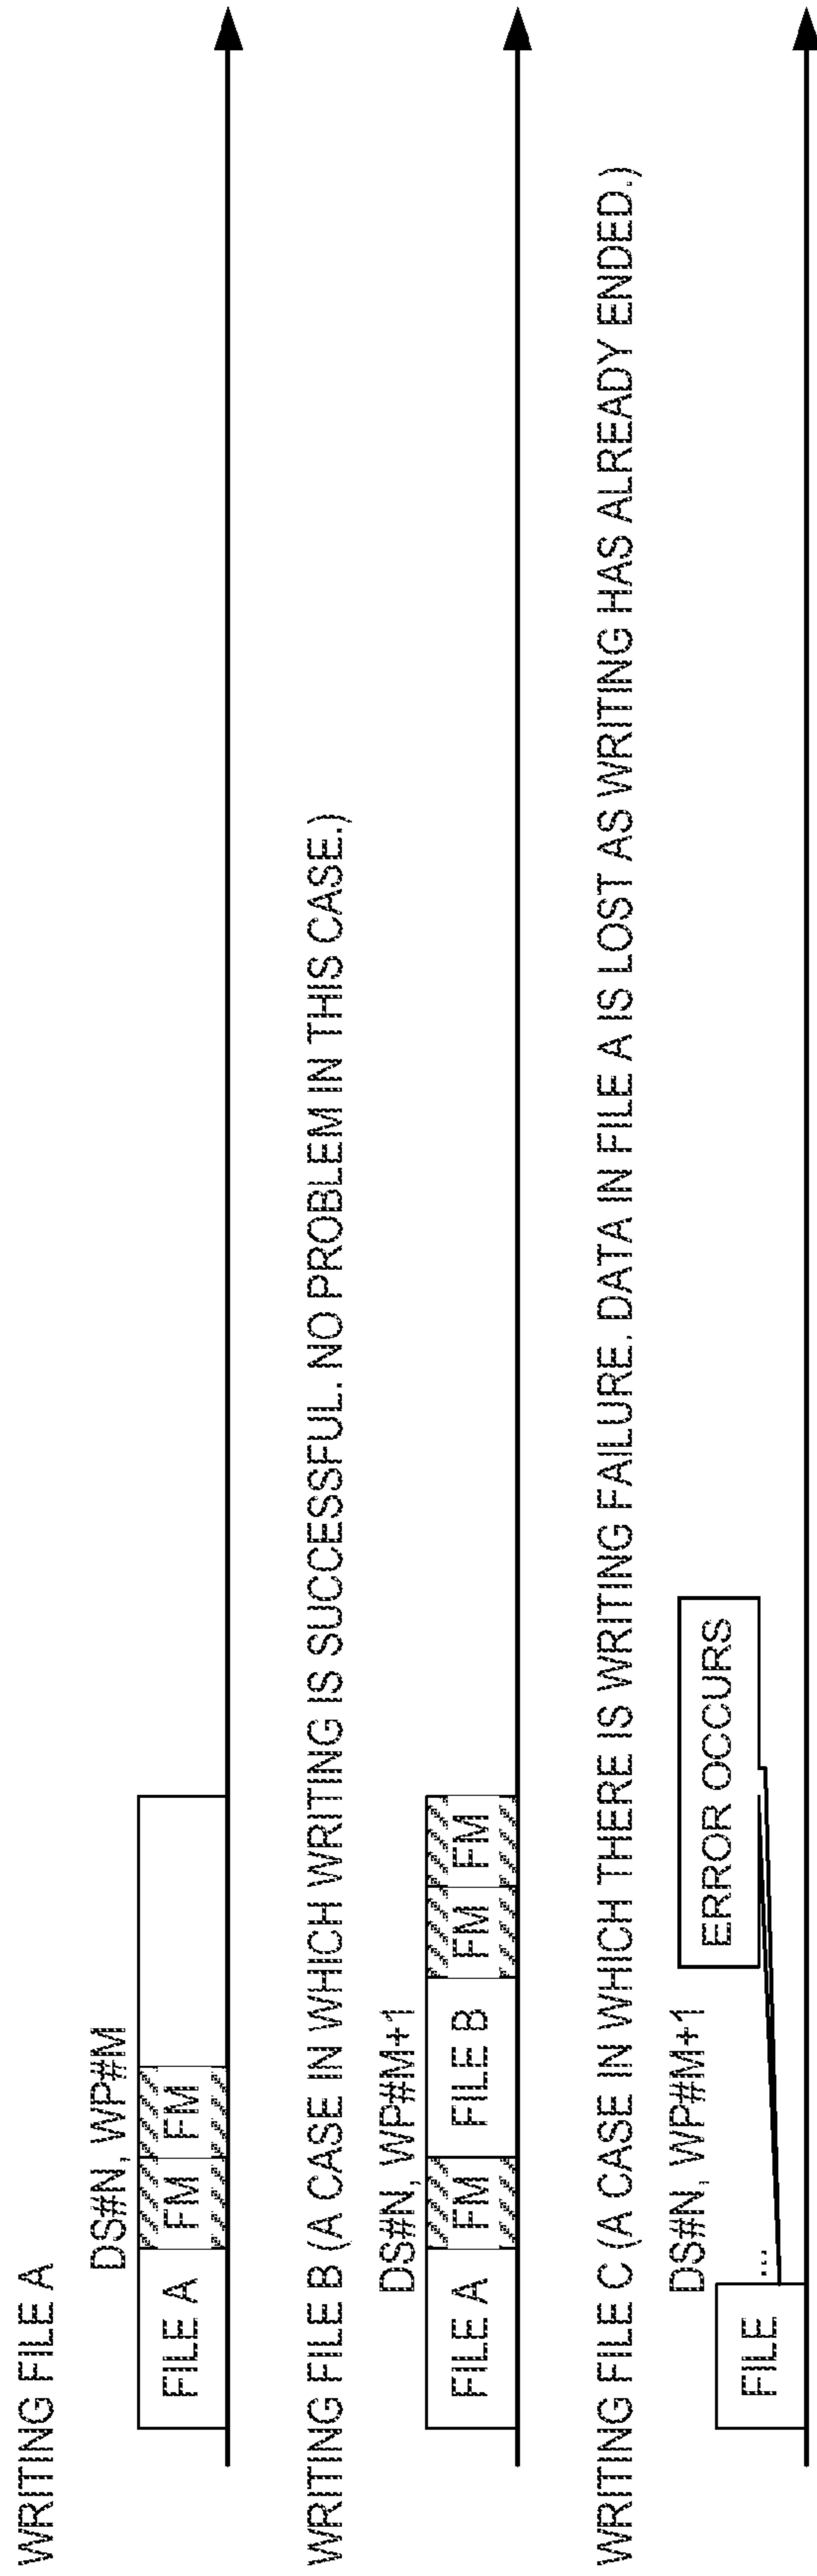 WRITING FILE A
DS#N, WP#M
FILE A FM FM
WRITING FILE B (A CASE IN WHICH WRITING IS SUCCESSFUL. NO PROBLEM IN THIS CASE.)
DS#N, WP#M+1
FILE A FM FILE B FM FM
WRITING FILE C (A CASE IN WHICH THERE IS WRITING FAILURE. DATA IN FILE A IS LOST AS WRITING HAS ALREADY ENDED.)
DS#N, WP#M+1
ERROR OCCURS
FILE ...